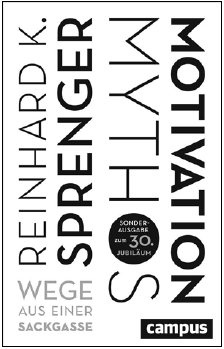 REINHARD K.
SPRENGER
MYTHOS
MOTIVATION
SONDER-
AUSGABE
ZUM 30.
JUBILÄUM
WEGE
AUS EINER
SACKGASSE
campus